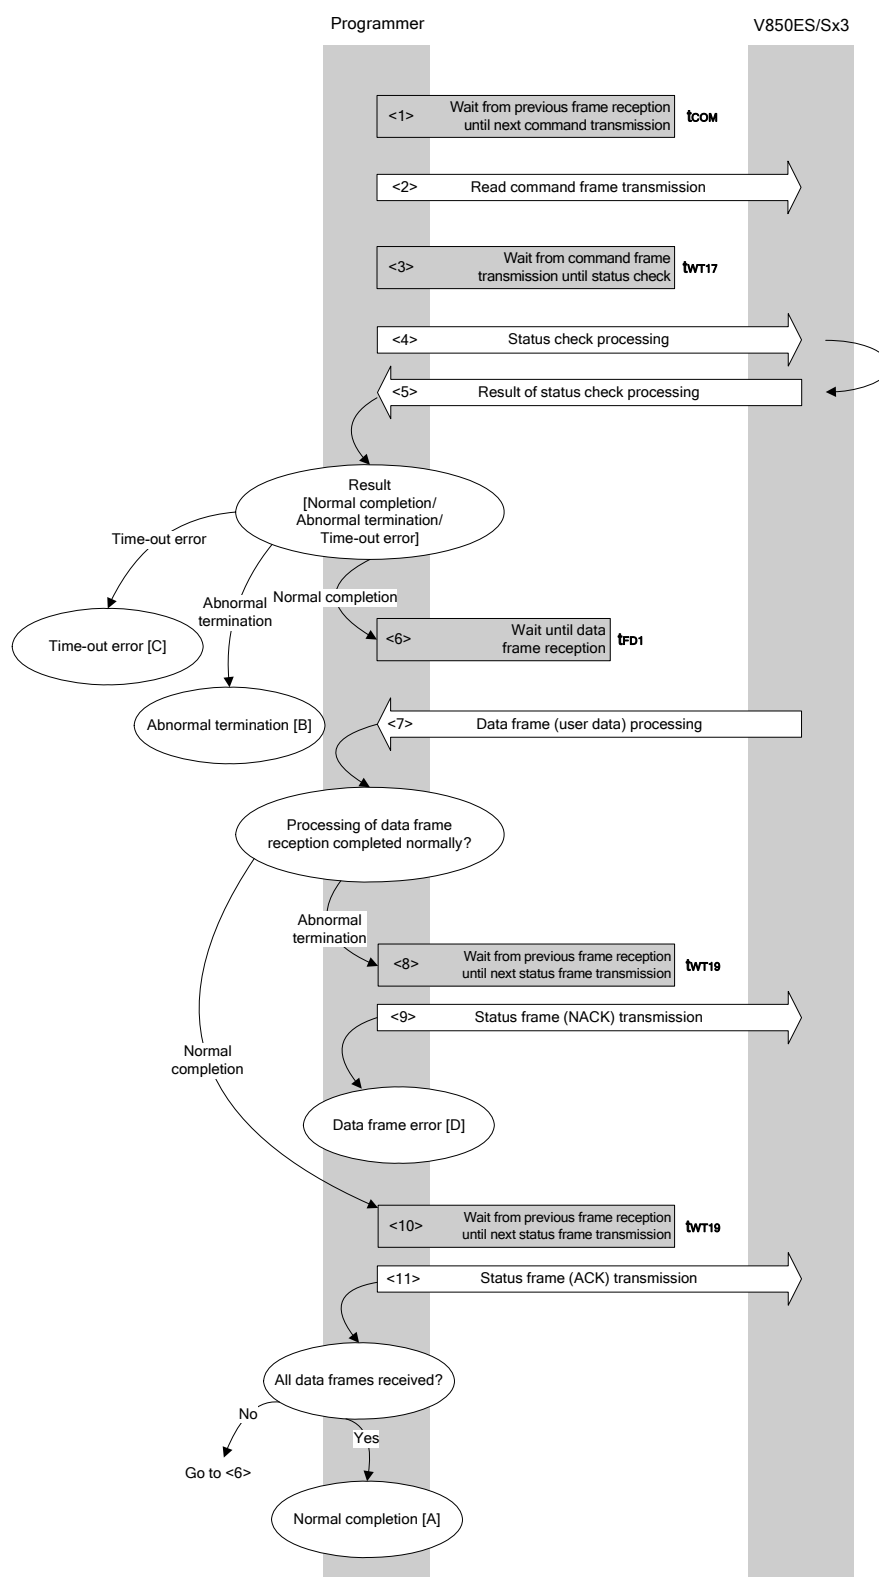 Programmer
V850ES/Sx3
<1>
Wait from previous frame reception
until next command transmission
tCOM
<2>
Read command frame transmission
<3>
Wait from command frame
transmission until status check
tWT17
<4>
Status check processing
<5>
Result of status check processing
Result
[Normal completion/
Abnormal termination/
Time-out error]
Time-out error
Abnormal
termination
Normal completion
Time-out error [C]
<6>
Wait until data
frame reception
tFD1
Abnormal termination [B]
<7>
Data frame (user data) processing
Processing of data frame
reception completed normally?
Abnormal
termination
<8>
Wait from previous frame reception
until next status frame transmission
tWT19
<9>
Status frame (NACK) transmission
Normal
completion
Data frame error [D]
<10>
Wait from previous frame reception
until next status frame transmission
tWT19
<11>
Status frame (ACK) transmission
All data frames received?
No
Yes
Go to <6>
Normal completion [A]